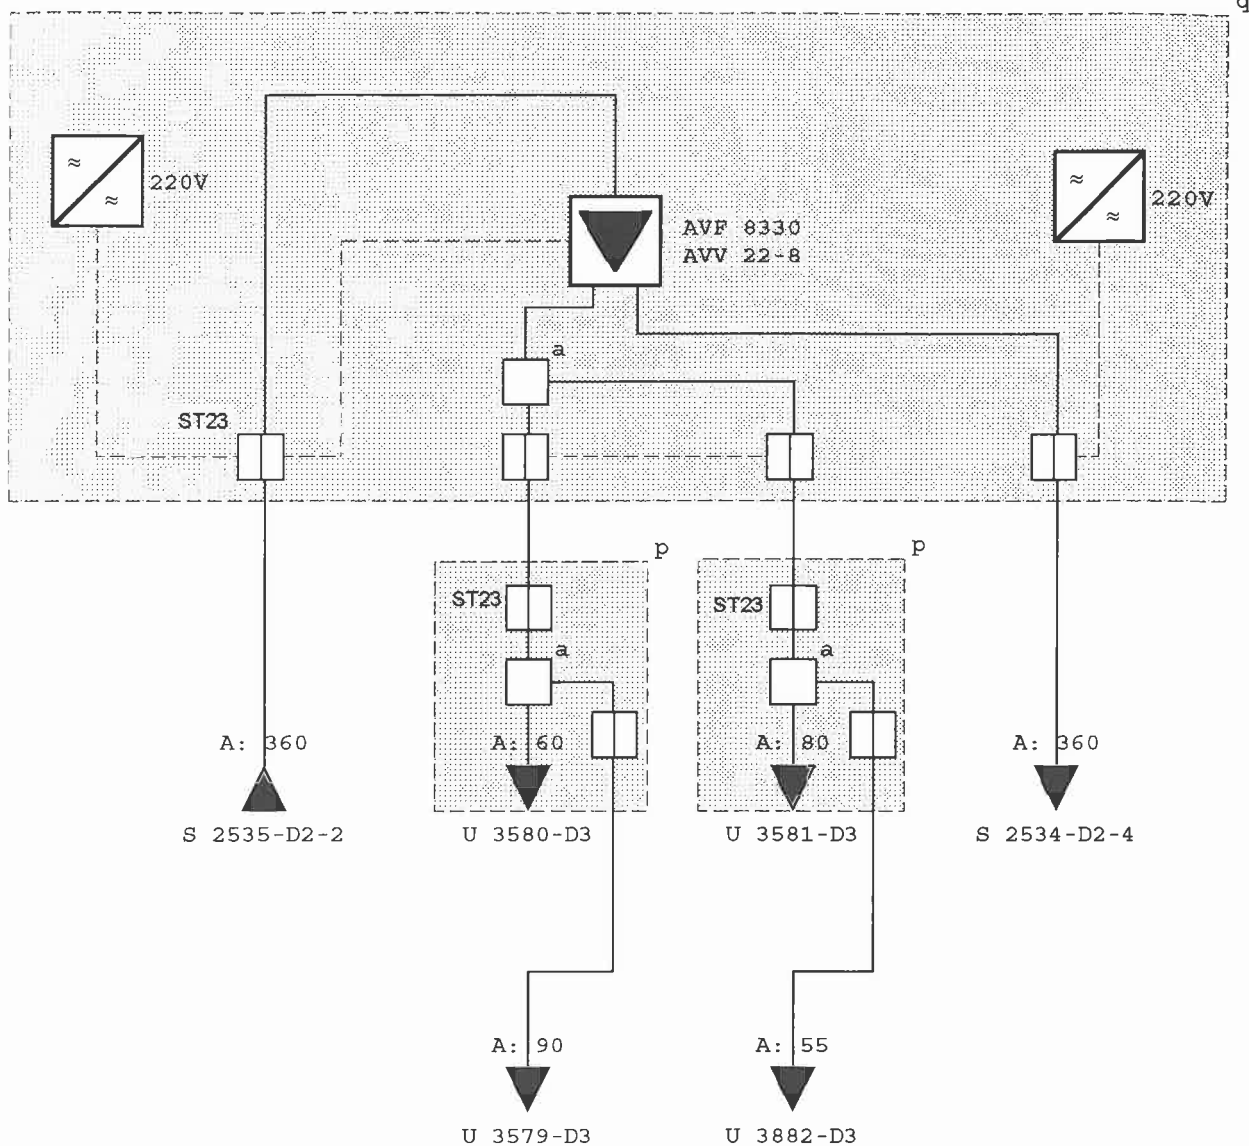 q
≈
≈
220V
≈
≈
220V
AVF 8330
AVV 22-8
a
ST23
p
p
ST23
ST23
a
a
A: 360
A: 60
A: 80
A: 360
S 2535-D2-2
U 3580-D3
U 3581-D3
S 2534-D2-4
A: 90
A: 55
U 3579-D3
U 3882-D3